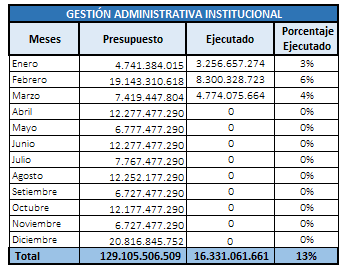 GESTIÓN ADMINISTRATIVA INSTITUCIONAL
Meses Presupuesto Ejecutado Porcentaje Ejecutado
Enero 4.741.384.015 3.256.657.274 3%
Febrero 19.143.310.618 8.300.328.723 6%
Marzo 7.419.447.804 4.774.075.664 4%
Abril 12.277.477.290 0 0%
Mayo 6.777.477.290 0 0%
Junio 12.277.477.290 0 0%
Julio 7.767.477.290 0 0%
Agosto 12.252.177.290 0 0%
Setiembre 6.727.477.290 0 0%
Octubre 12.177.477.290 0 0%
Noviembre 6.727.477.290 0 0%
Diciembre 20.816.845.752 0 0%
Total 129.105.506.509 16.331.061.661 13%